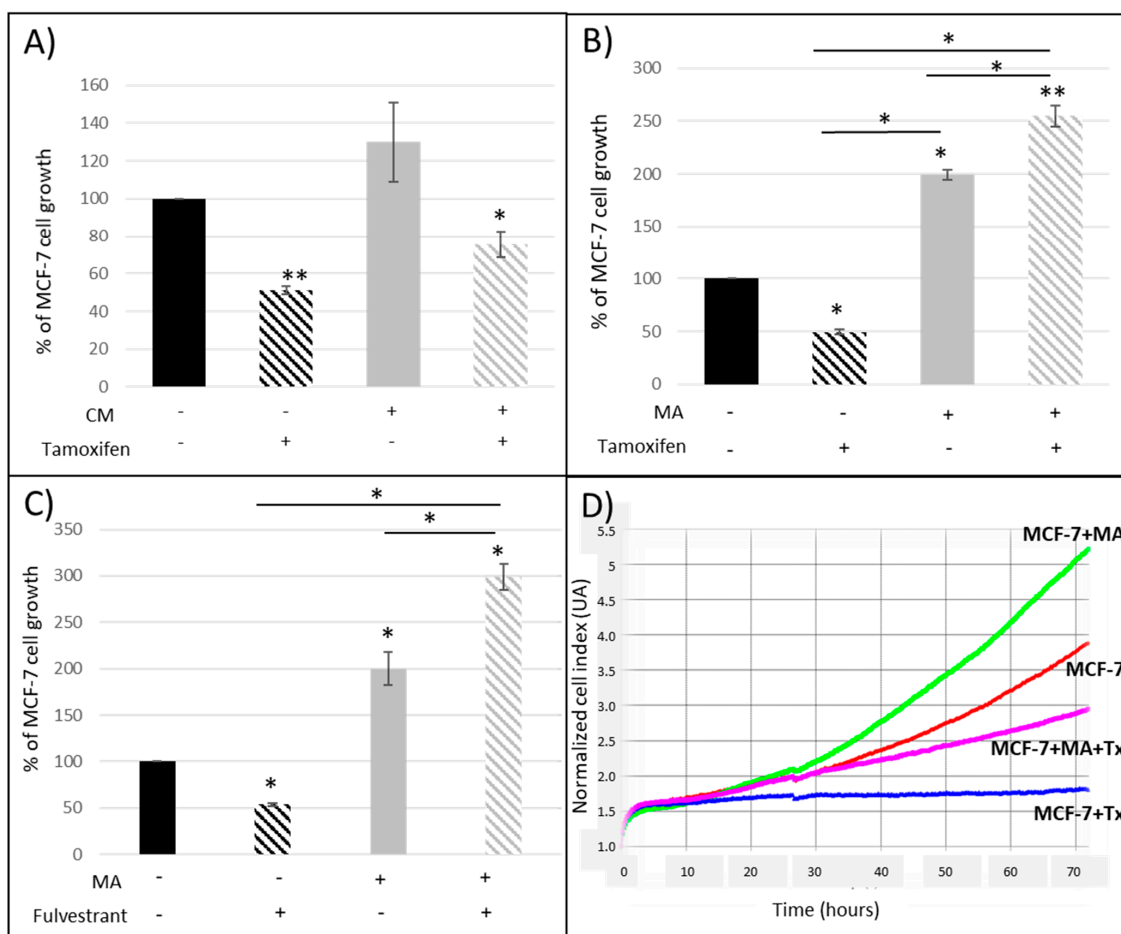 A)
160
140
120
100
80
60
40
20
0
% of MCF-7 cell growth
**
*
CM - - + +
Tamoxifen - + - +
B)
300
250
200
150
100
50
0
% of MCF-7 cell growth
*
*
**
*
*
*
MA - - + +
Tamoxifen - + - +
C)
350
300
250
200
150
100
50
0
% of MCF-7 cell growth
*
*
*
*
*
MA - - + +
Fulvestrant - + - +
D)
5.5
5
4.5
4.0
3.5
3.0
2.5
2.0
1.5
1.0
Normalized cell index (UA)
MCF-7+MA
MCF-7
MCF-7+MA+Tx
MCF-7+Tx
0 10 20 30 40 50 60 70
Time (hours)